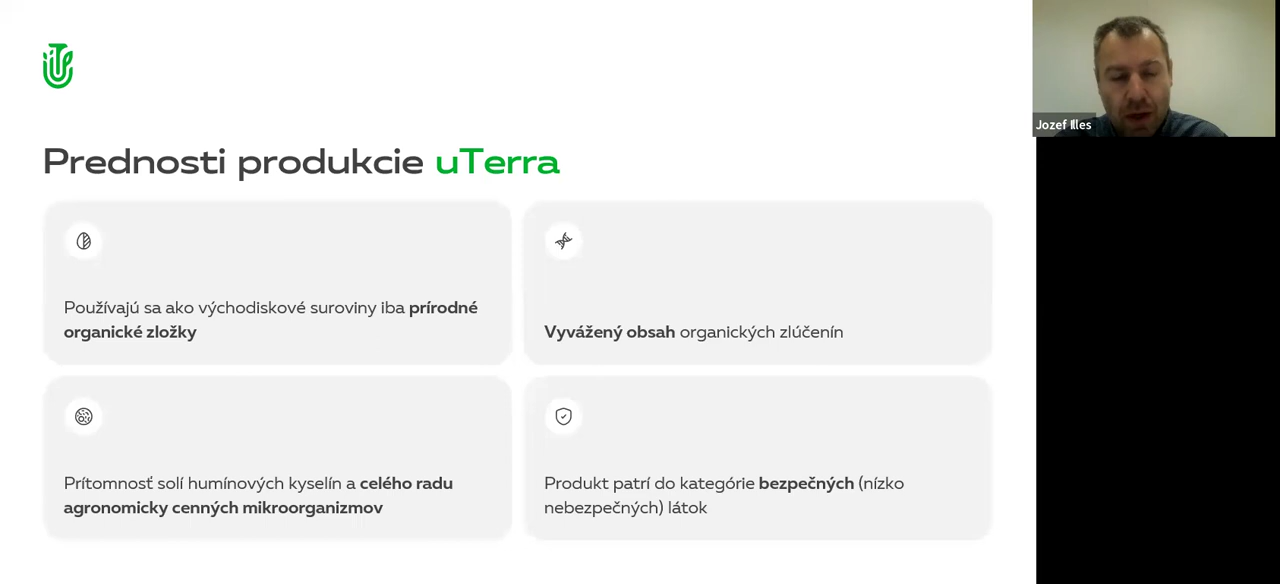 Prednosti produkcie uTerra
Používajú sa ako východiskové suroviny iba prírodné
organické zložky
Vyvážený obsah organických zlúčenín
Prítomnosť solí humínových kyselín a celého radu
agronomicky cenných mikroorganizmov
Produkt patrí do kategórie bezpečných (nízko
nebezpečných) látok
Jozef Illes